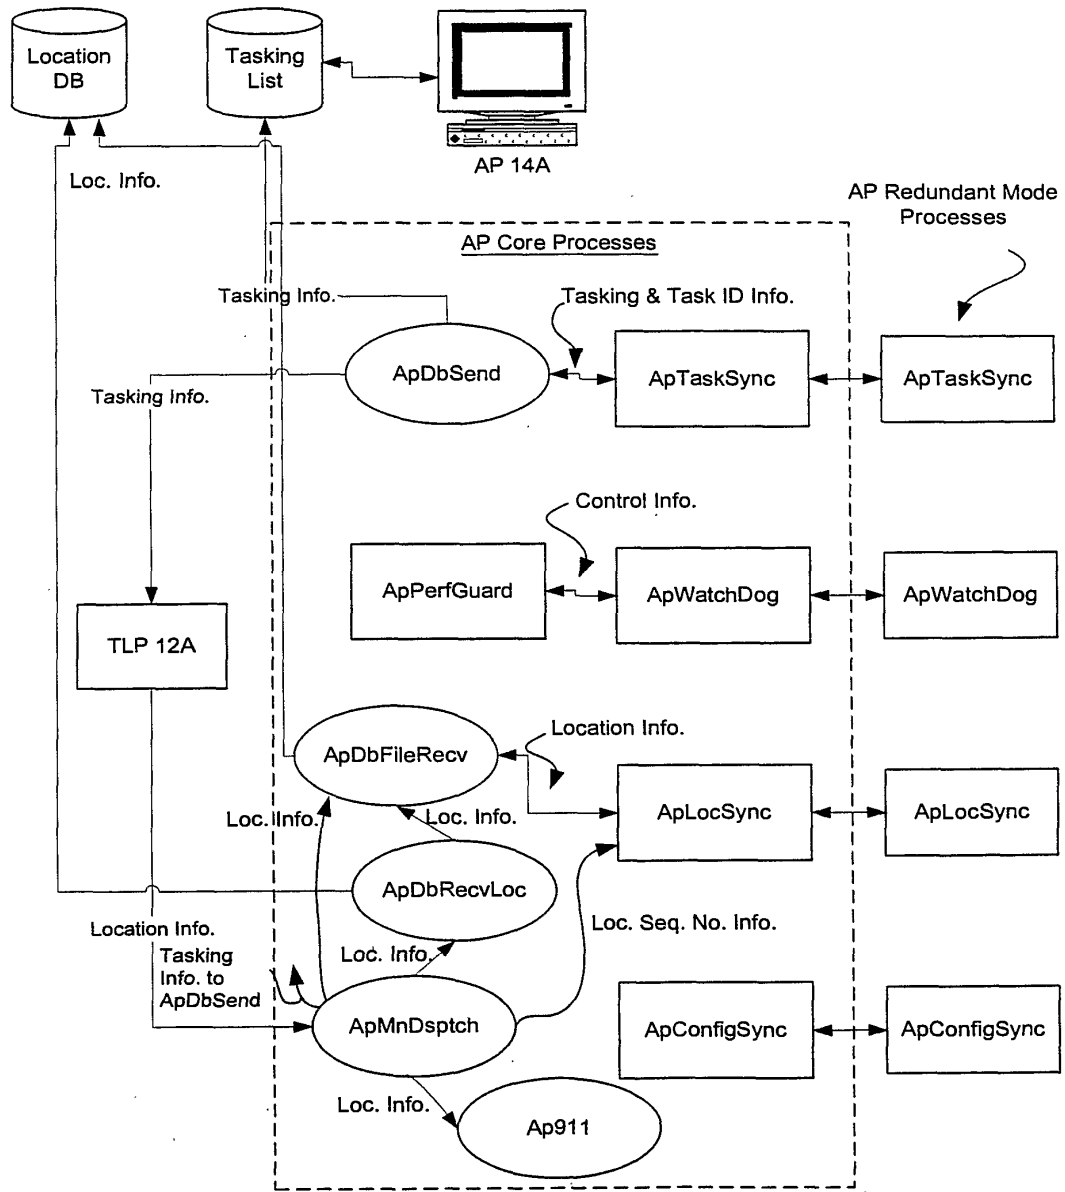 Location
DB
Tasking
List
AP 14A
Loc. Info.
AP Redundant Mode
Processes
AP Core Processes
Tasking Info.
Tasking & Task ID Info.
ApDbSend
ApTaskSync
ApTaskSync
Tasking Info.
Control Info.
ApPerfGuard
ApWatchDog
ApWatchDog
TLP 12A
Location Info.
ApDbFileRecv
ApLocSync
ApLocSync
Loc. Info.
Loc. Info.
ApDbRecvLoc
Location Info.
Loc. Seq. No. Info.
Tasking
Info. to
ApDbSend
Loc. Info.
ApMnDsptch
ApConfigSync
ApConfigSync
Loc. Info.
Ap911